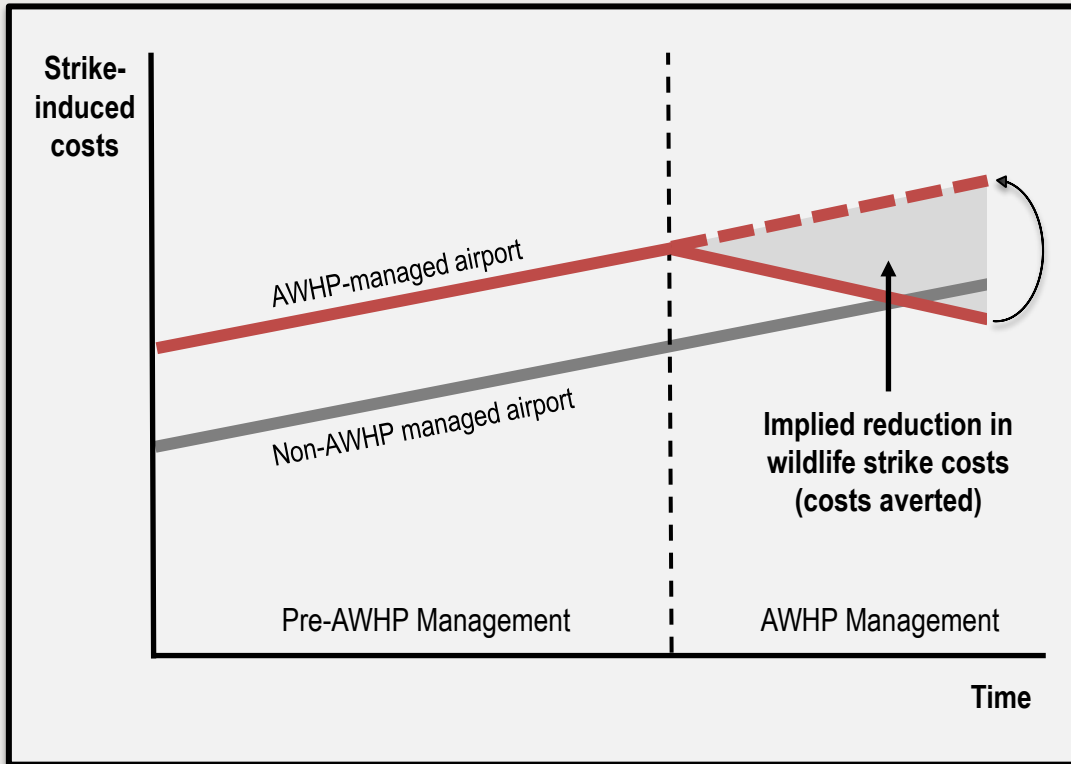 Strike-
induced
costs
AWHP-managed airport
Non-AWHP managed airport
Implied reduction in
wildlife strike costs
(costs averted)
Pre-AWHP Management
AWHP Management
Time